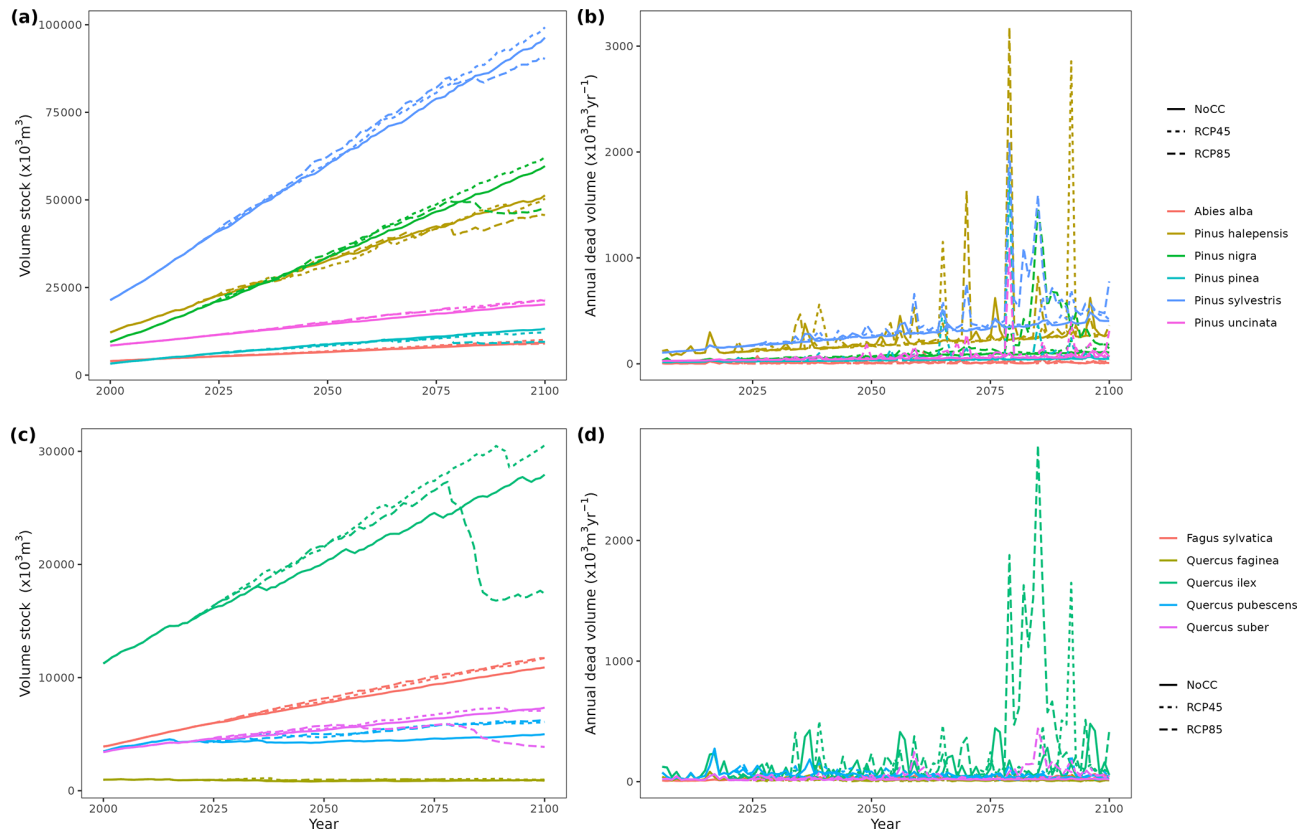 (a)
Volume stock (x10³m³)
100000
75000
50000
25000
0
2000
2025
2050
2075
2100
(b)
Annual dead volume (x10³m³yr⁻¹)
3000
2000
1000
0
2025
2050
2075
2100
NoCC
RCP45
RCP85
Abies alba
Pinus halepensis
Pinus nigra
Pinus pinea
Pinus sylvestris
Pinus uncinata
(c)
Volume stock (x10³m³)
30000
20000
10000
0
2000
2025
2050
2075
2100
Year
(d)
Annual dead volume (x10³m³yr⁻¹)
2000
1000
0
2025
2050
2075
2100
Year
Fagus sylvatica
Quercus faginea
Quercus ilex
Quercus pubescens
Quercus suber
NoCC
RCP45
RCP85